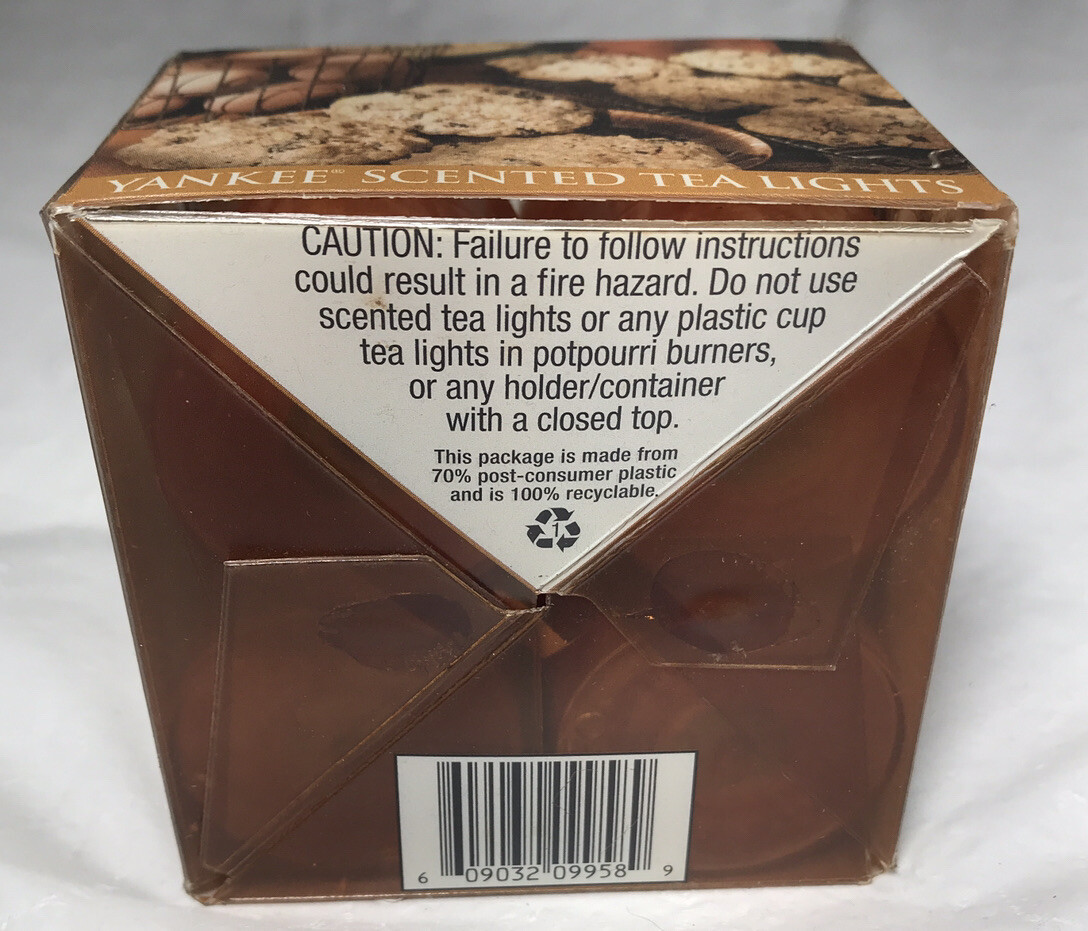 YANKEE® SCENTED TEA LIGHTS
CAUTION: Failure to follow instructions
could result in a fire hazard. Do not use
scented tea lights or any plastic cup
tea lights in potpourri burners,
or any holder/container
with a closed top.
This package is made from
70% post-consumer plastic
and is 100% recyclable.
1
6 09032 09958 9